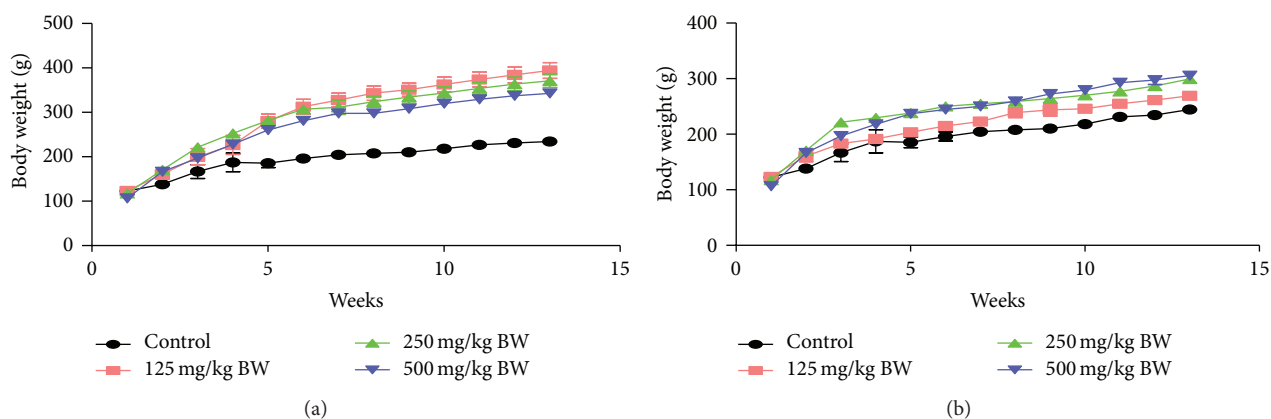 500
400
300
200
100
0
Body weight (g)
0
5
10
15
Weeks
Control
125 mg/kg BW
250 mg/kg BW
500 mg/kg BW
(a)
400
300
200
100
0
Body weight (g)
0
5
10
15
Weeks
Control
125 mg/kg BW
250 mg/kg BW
500 mg/kg BW
(b)